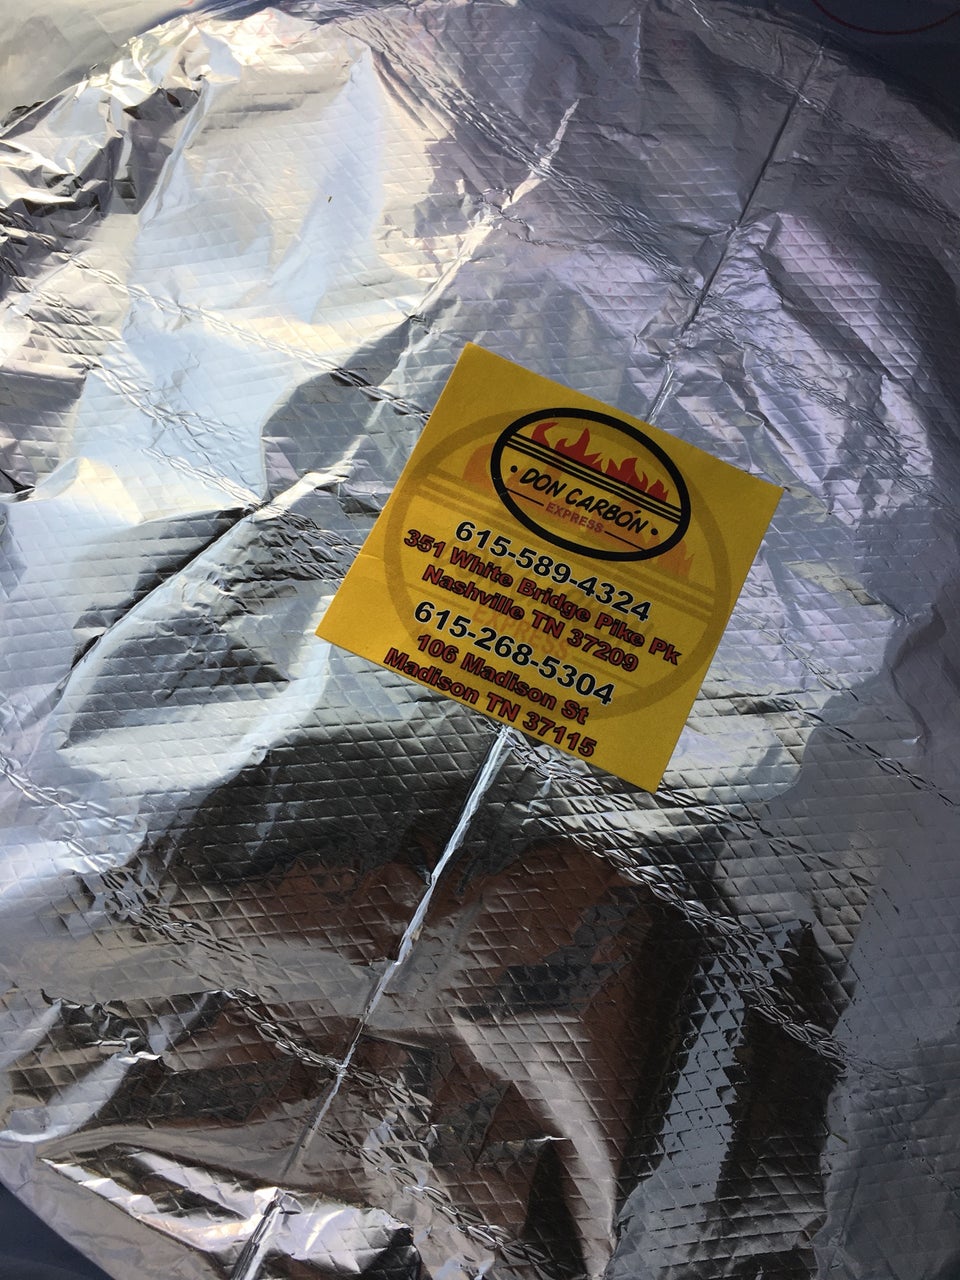 DON CARBÓN
EXPRESS
615-589-4324
351 White Bridge Pike Pk
Nashville TN 37209
615-268-5304
106 Madison St
Madison TN 37115